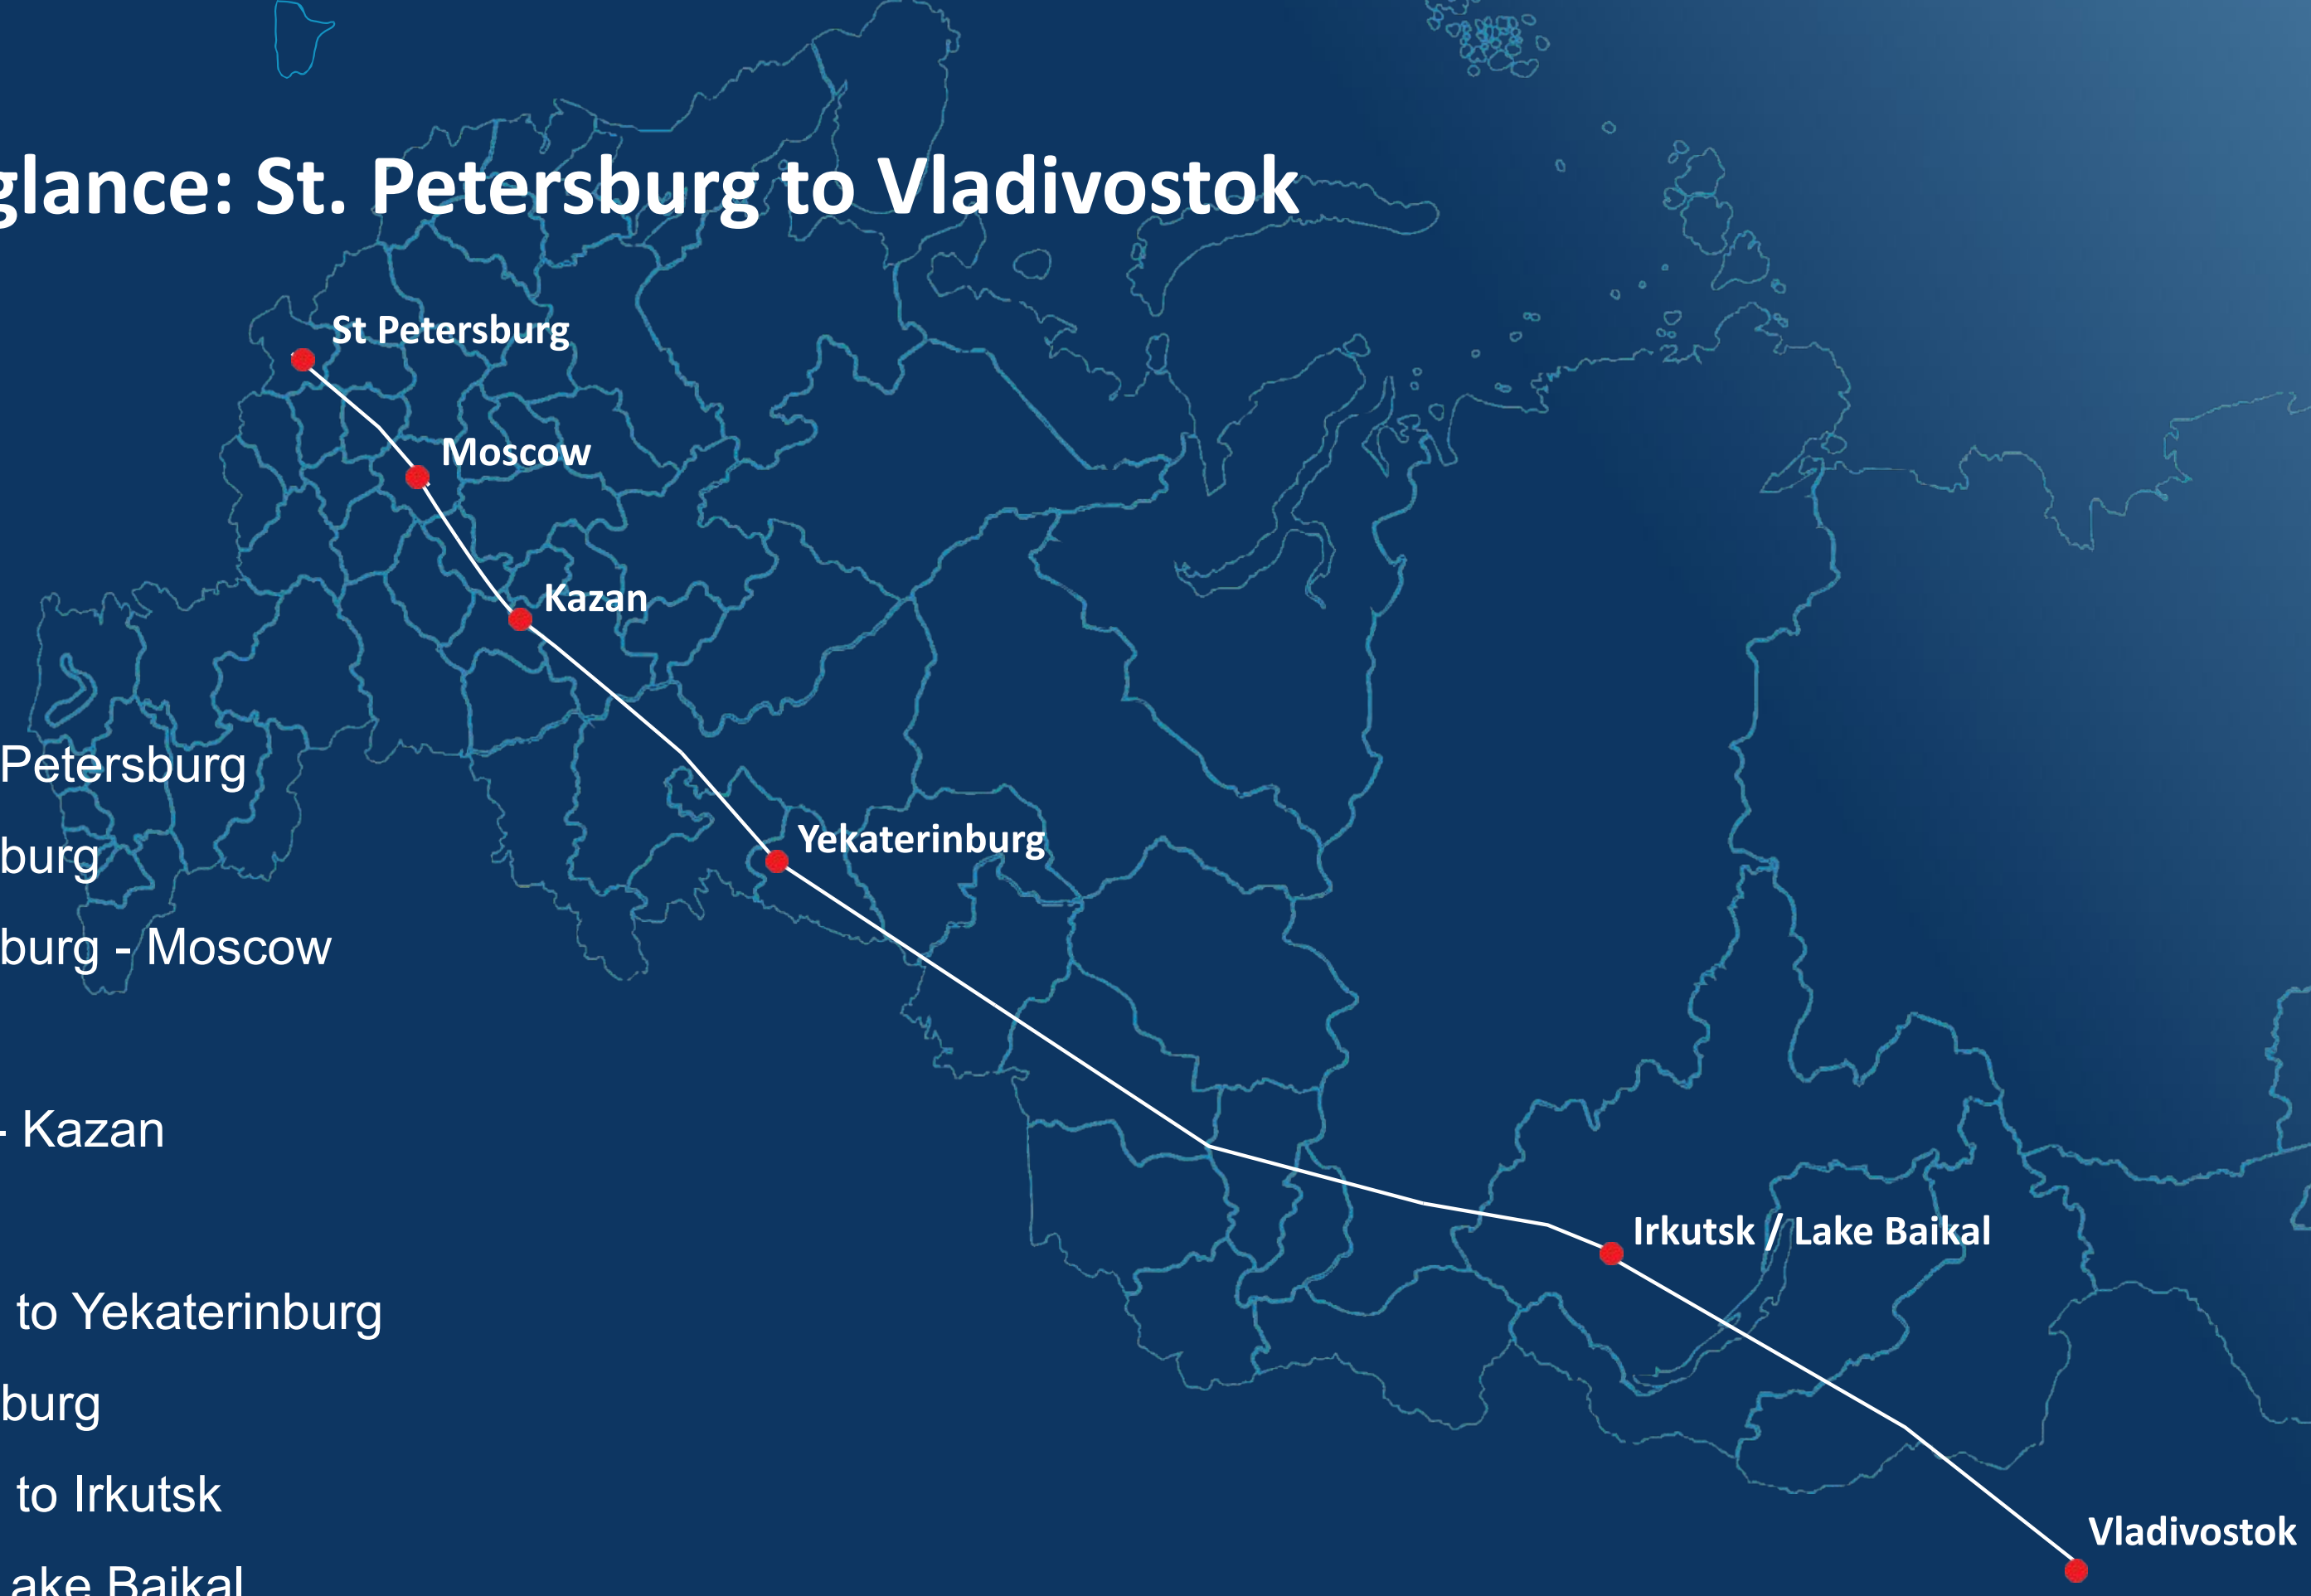 glance: St. Petersburg to Vladivostok
St Petersburg
Moscow
Kazan
Petersburg
Yekaterinburg
burg
burg - Moscow
- Kazan
Irkutsk / Lake Baikal
to Yekaterinburg
burg
to Irkutsk
Vladivostok
ake Baikal